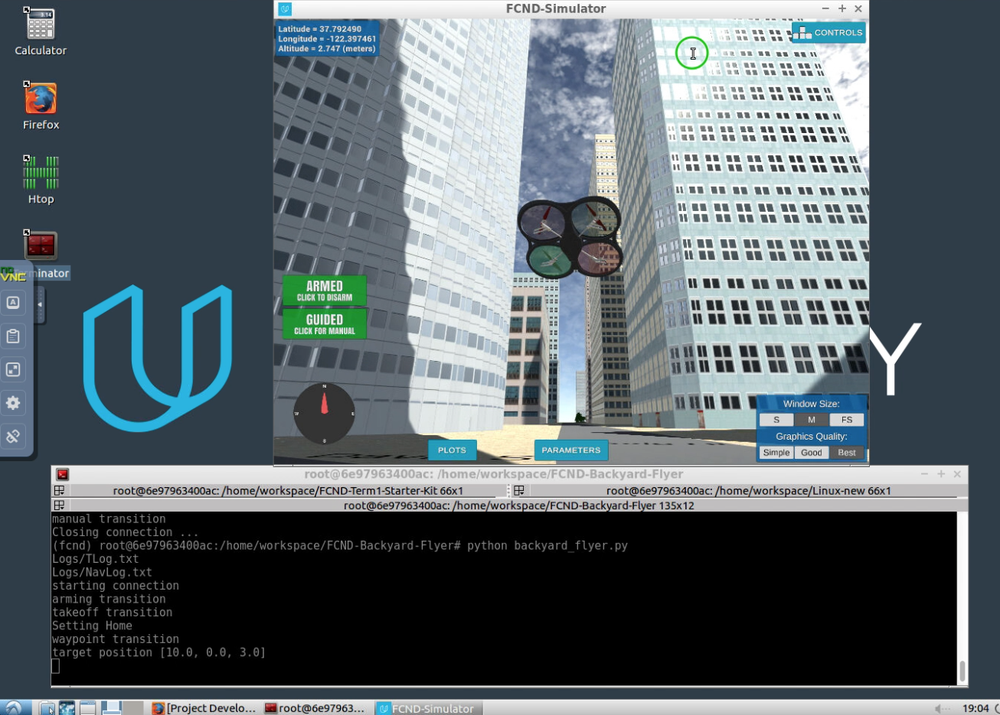 Calculator
Firefox
Htop
minator
VNC
FCND-Simulator
Latitude = 37.792490
Longitude = -122.397461
Altitude = 2.747 (meters)
CONTROLS
ARMED
CLICK TO DISARM
GUIDED
CLICK FOR MANUAL
N
W
E
S
PLOTS
PARAMETERS
Window Size:
S
M
FS
Graphics Quality:
Simple
Good
Best
Y
root@6e97963400ac: /home/workspace/FCND-Backyard-Flyer
root@6e97963400ac: /home/workspace/FCND-Term1-Starter-Kit 66x1
root@6e97963400ac: /home/workspace/Linux-new 66x1
root@6e97963400ac: /home/workspace/FCND-Backyard-Flyer 135x12
manual transition
Closing connection ...
(fcnd) root@6e97963400ac:/home/workspace/FCND-Backyard-Flyer# python backyard_flyer.py
Logs/TLog.txt
Logs/NavLog.txt
starting connection
arming transition
takeoff transition
Setting Home
waypoint transition
target position [10.0, 0.0, 3.0]
[Project Develo...
root@6e97963...
FCND-Simulator
19:04